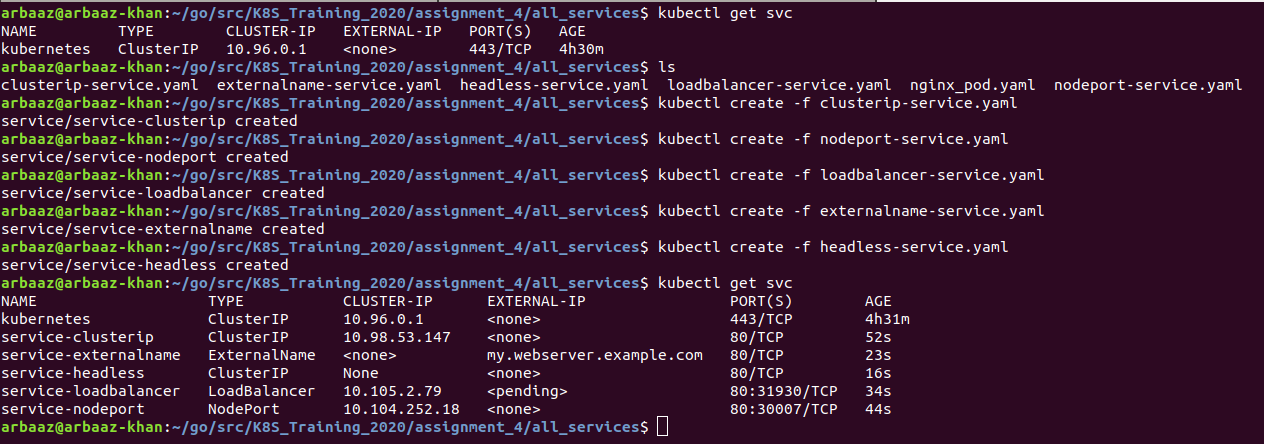 arbaaz@arbaaz-khan:~/go/src/K8S_Training_2020/assignment_4/all_services$ kubectl get svc
NAME         TYPE        CLUSTER-IP   EXTERNAL-IP   PORT(S)   AGE
kubernetes   ClusterIP   10.96.0.1    <none>        443/TCP   4h30m
arbaaz@arbaaz-khan:~/go/src/K8S_Training_2020/assignment_4/all_services$ ls
clusterip-service.yaml  externalname-service.yaml  headless-service.yaml  loadbalancer-service.yaml  nginx_pod.yaml  nodeport-service.yaml
arbaaz@arbaaz-khan:~/go/src/K8S_Training_2020/assignment_4/all_services$ kubectl create -f clusterip-service.yaml
service/service-clusterip created
arbaaz@arbaaz-khan:~/go/src/K8S_Training_2020/assignment_4/all_services$ kubectl create -f nodeport-service.yaml
service/service-nodeport created
arbaaz@arbaaz-khan:~/go/src/K8S_Training_2020/assignment_4/all_services$ kubectl create -f loadbalancer-service.yaml
service/service-loadbalancer created
arbaaz@arbaaz-khan:~/go/src/K8S_Training_2020/assignment_4/all_services$ kubectl create -f externalname-service.yaml
service/service-externalname created
arbaaz@arbaaz-khan:~/go/src/K8S_Training_2020/assignment_4/all_services$ kubectl create -f headless-service.yaml
service/service-headless created
arbaaz@arbaaz-khan:~/go/src/K8S_Training_2020/assignment_4/all_services$ kubectl get svc
NAME                   TYPE           CLUSTER-IP      EXTERNAL-IP                PORT(S)        AGE
kubernetes             ClusterIP      10.96.0.1       <none>                     443/TCP        4h31m
service-clusterip      ClusterIP      10.98.53.147    <none>                     80/TCP         52s
service-externalname   ExternalName   <none>          my.webserver.example.com   80/TCP         23s
service-headless       ClusterIP      None            <none>                     80/TCP         16s
service-loadbalancer   LoadBalancer   10.105.2.79     <pending>                  80:31930/TCP   34s
service-nodeport       NodePort       10.104.252.18   <none>                     80:30007/TCP   44s
arbaaz@arbaaz-khan:~/go/src/K8S_Training_2020/assignment_4/all_services$